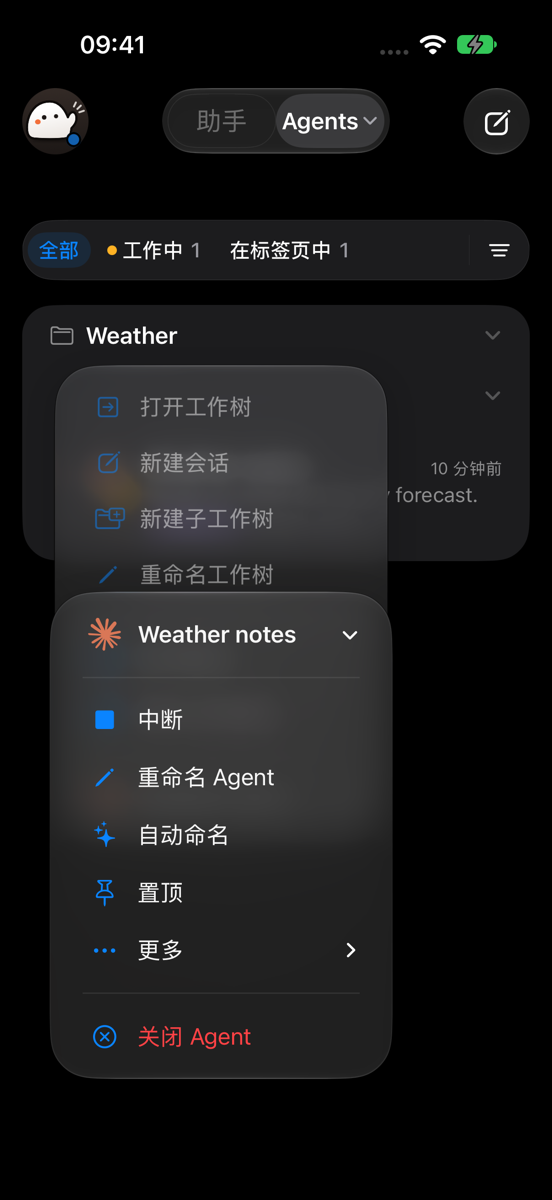 09:41
助手
Agents
全部
工作中 1
在标签页中 1
Weather
打开工作树
新建会话
10 分钟前
forecast.
新建子工作树
重命名工作树
Weather notes
中断
重命名 Agent
自动命名
置顶
更多
关闭 Agent